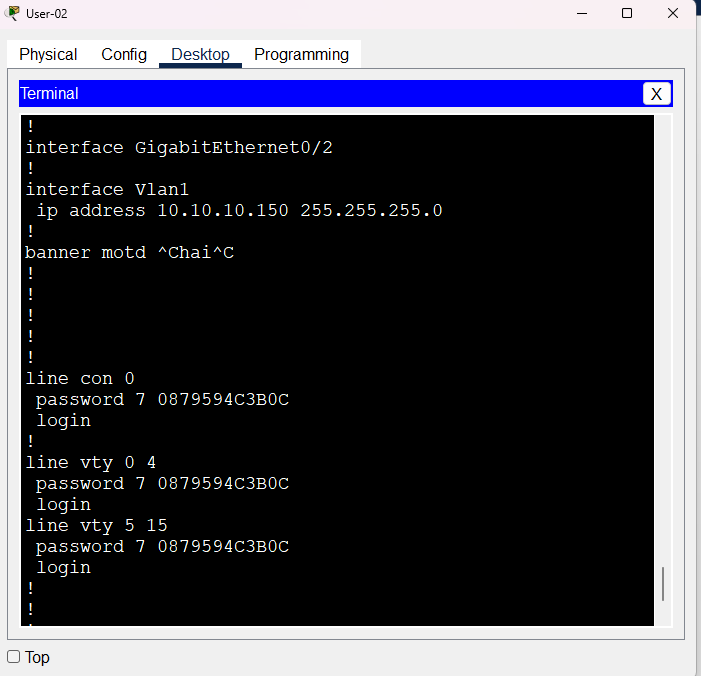 User-02
Physical Config Desktop Programming
Terminal X
!
interface GigabitEthernet0/2
!
interface Vlan1
 ip address 10.10.10.150 255.255.255.0
!
banner motd ^Chai^C
!
!
!
!
!
line con 0
 password 7 0879594C3B0C
 login
!
line vty 0 4
 password 7 0879594C3B0C
 login
line vty 5 15
 password 7 0879594C3B0C
 login
!
!
Top